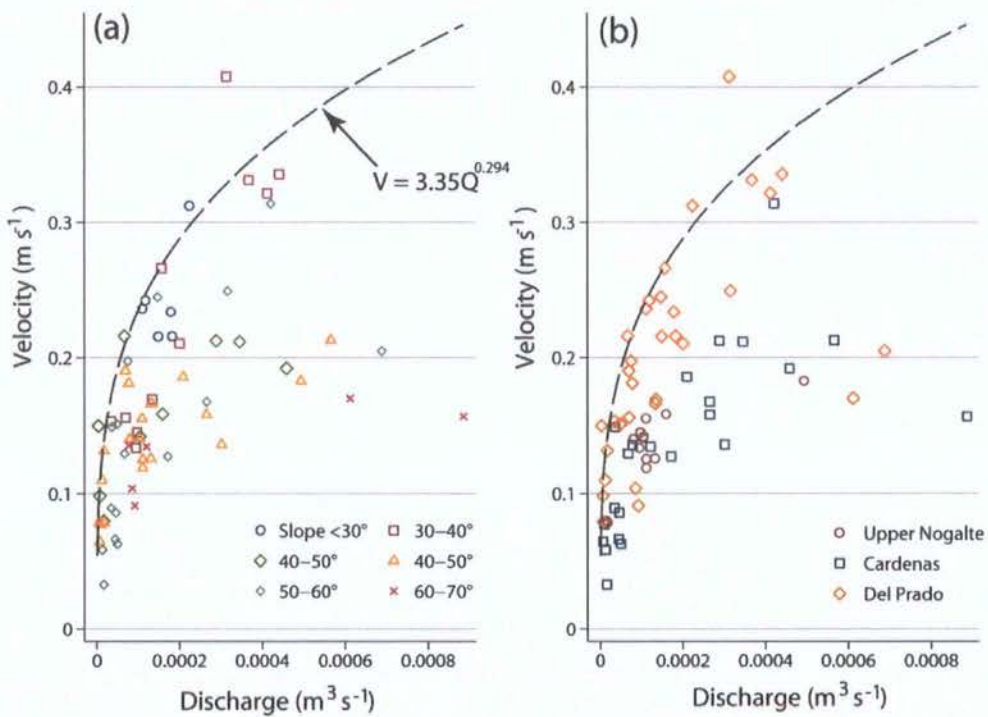 (a)
0.4
0.3
0.2
0.1
0
Velocity (m s⁻¹)
V = 3.35Q^0.294
Slope <30°
30–40°
40–50°
40–50°
50–60°
60–70°
0
0.0002
0.0004
0.0006
0.0008
Discharge (m³ s⁻¹)
(b)
0.4
0.3
0.2
0.1
0
Velocity (m s⁻¹)
Upper Nogalte
Cardenas
Del Prado
0
0.0002
0.0004
0.0006
0.0008
Discharge (m³ s⁻¹)